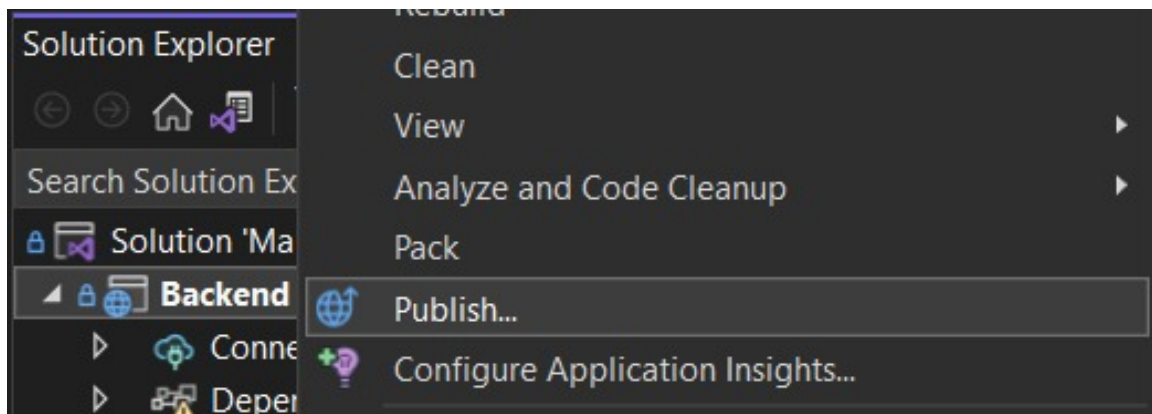 Solution Explorer
Rebuild
Clean
View
Analyze and Code Cleanup
Pack
Publish...
Configure Application Insights...
Search Solution Ex
Solution 'Ma
Backend
Conne
Deper